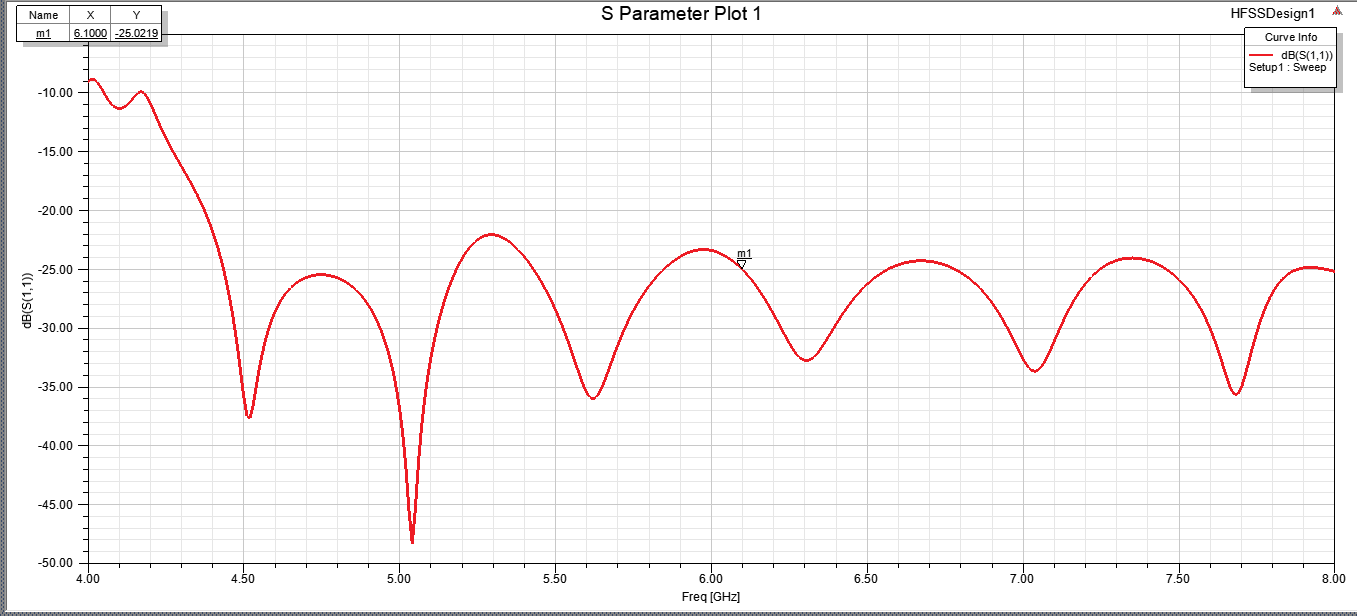 S Parameter Plot 1
HFSSDesign1
Name X Y
m1 6.1000 -25.0219
Curve Info
dB(S(1,1))
Setup1 : Sweep
-10.00
-15.00
-20.00
-25.00
-30.00
-35.00
-40.00
-45.00
-50.00
dB(S(1,1))
m1
4.00 4.50 5.00 5.50 6.00 6.50 7.00 7.50 8.00
Freq [GHz]